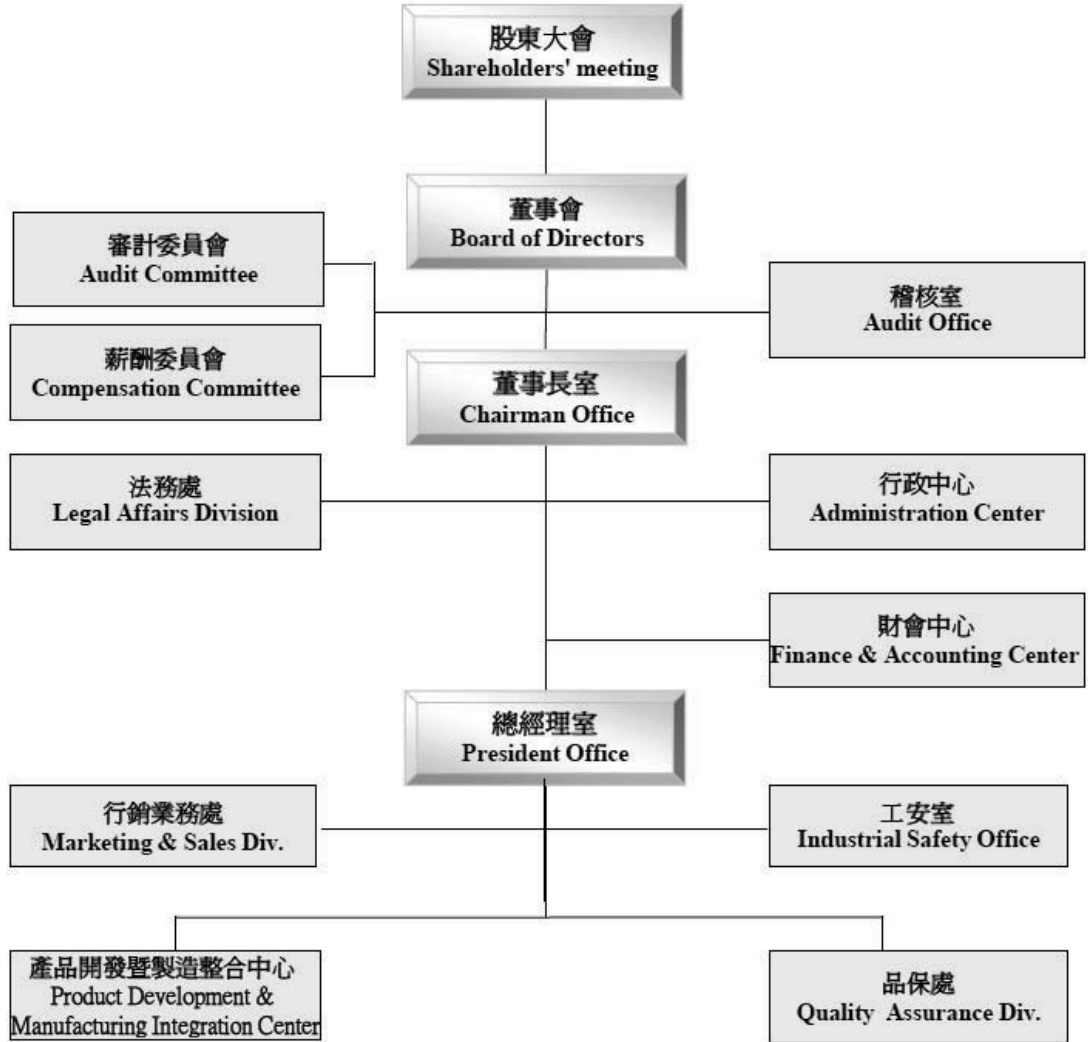 股東大會
Shareholders' meeting
董事會
Board of Directors
審計委員會
Audit Committee
稽核室
Audit Office
薪酬委員會
Compensation Committee
董事長室
Chairman Office
法務處
Legal Affairs Division
行政中心
Administration Center
財會中心
Finance & Accounting Center
總經理室
President Office
行銷業務處
Marketing & Sales Div.
工安室
Industrial Safety Office
產品開發暨製造整合中心
Product Development &
Manufacturing Integration Center
品保處
Quality Assurance Div.